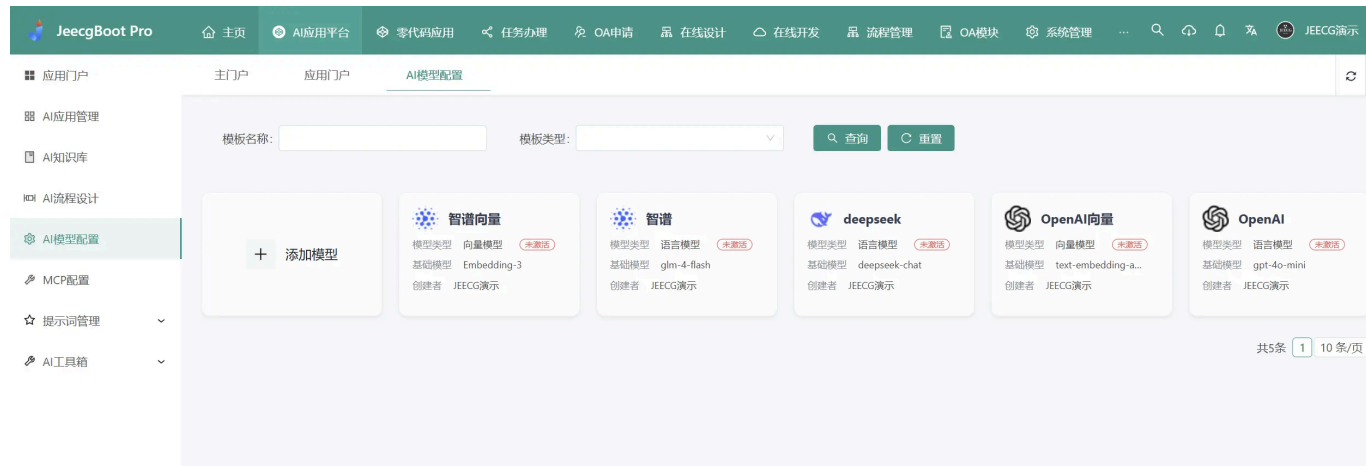 JeecgBoot Pro 主页 AI应用平台 零代码应用 任务办理 OA申请 在线设计 在线开发 流程管理 OA模块 系统管理 ... JEECG演示
应用门户
AI应用管理
AI知识库
AI流程设计
AI模型配置
MCP配置
提示词管理
AI工具箱
主门户 应用门户 AI模型配置
模板名称: 模板类型: 查询 重置
添加模型
智谱向量
模型类型 向量模型 未激活
基础模型 Embedding-3
创建者 JEECG演示
智谱
模型类型 语言模型 未激活
基础模型 glm-4-flash
创建者 JEECG演示
deepseek
模型类型 语言模型 未激活
基础模型 deepseek-chat
创建者 JEECG演示
OpenAI向量
模型类型 向量模型 未激活
基础模型 text-embedding-a...
创建者 JEECG演示
OpenAI
模型类型 语言模型 未激活
基础模型 gpt-4o-mini
创建者 JEECG演示
共5条 1 10 条/页